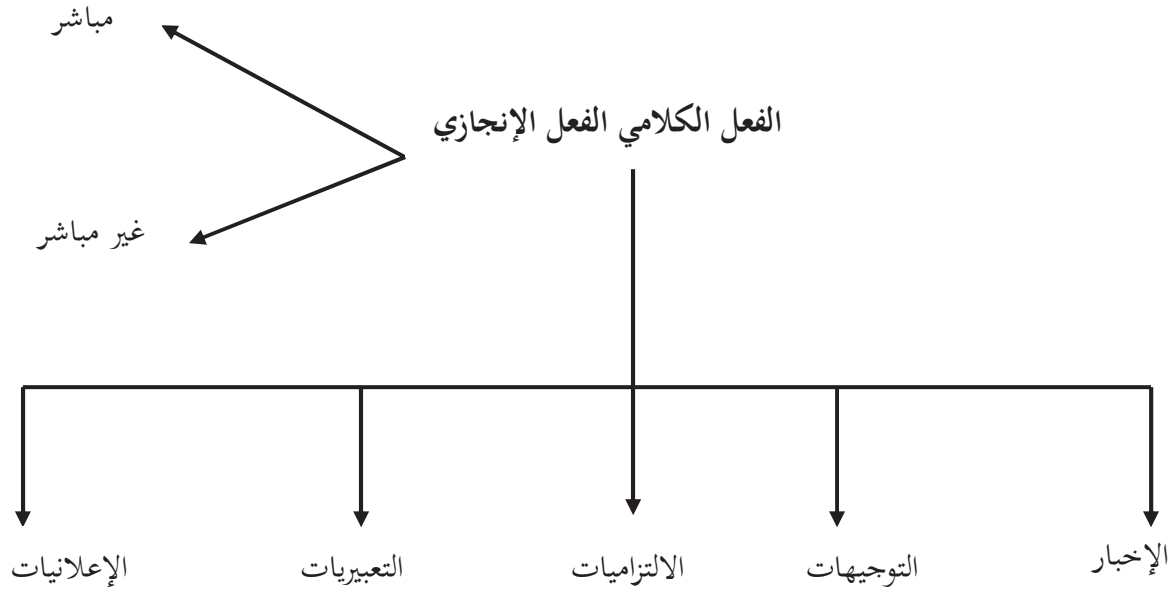 مباشر
الفعل الكلامي الفعل الإنجازي
غير مباشر
الإخبار
التوجيهات
الالتزاميات
التعبيريات
الإعلانيات